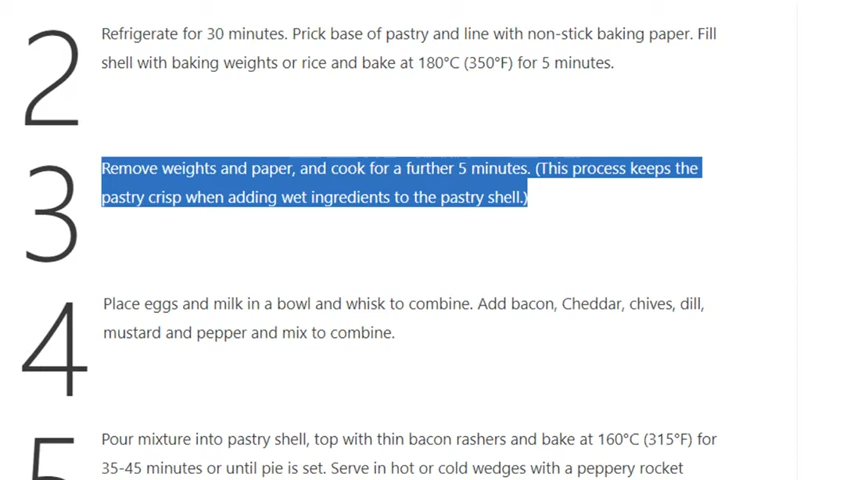 2
Refrigerate for 30 minutes. Prick base of pastry and line with non-stick baking paper. Fill
shell with baking weights or rice and bake at 180°C (350°F) for 5 minutes.
3
Remove weights and paper, and cook for a further 5 minutes. (This process keeps the
pastry crisp when adding wet ingredients to the pastry shell.)
4
Place eggs and milk in a bowl and whisk to combine. Add bacon, Cheddar, chives, dill,
mustard and pepper and mix to combine.
5
Pour mixture into pastry shell, top with thin bacon rashers and bake at 160°C (315°F) for
35-45 minutes or until pie is set. Serve in hot or cold wedges with a peppery rocket